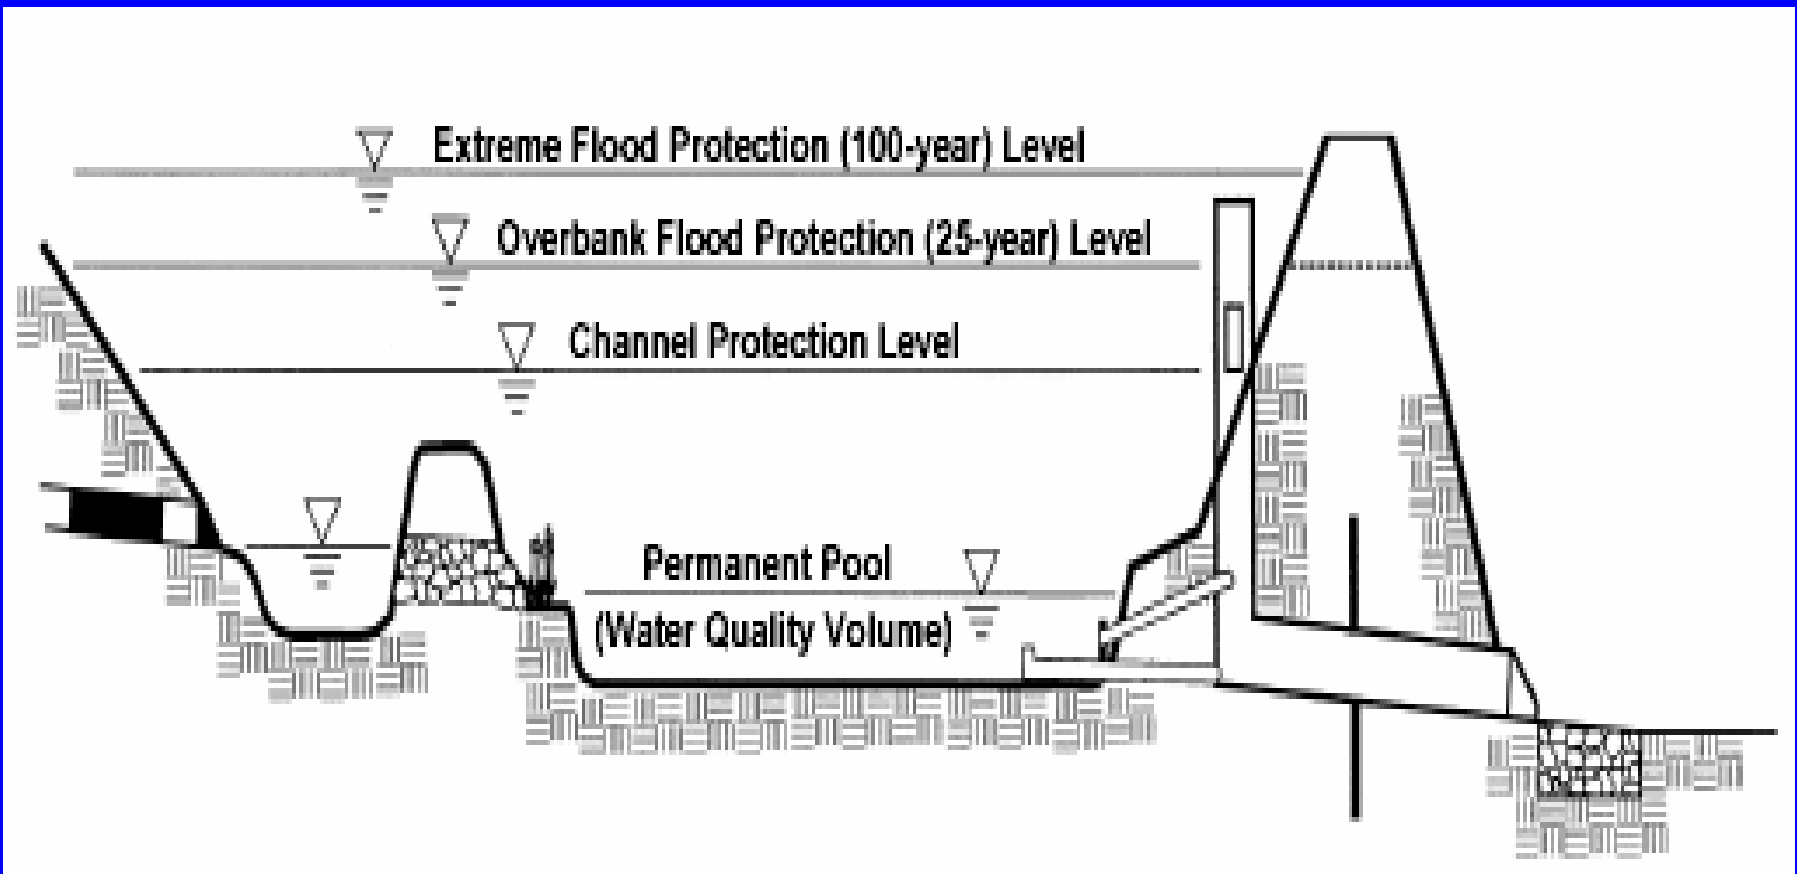 Extreme Flood Protection (100-year) Level
Overbank Flood Protection (25-year) Level
Channel Protection Level
Permanent Pool
(Water Quality Volume)